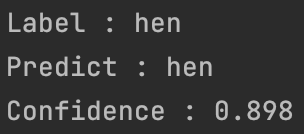 Label : hen
Predict : hen
Confidence : 0.898